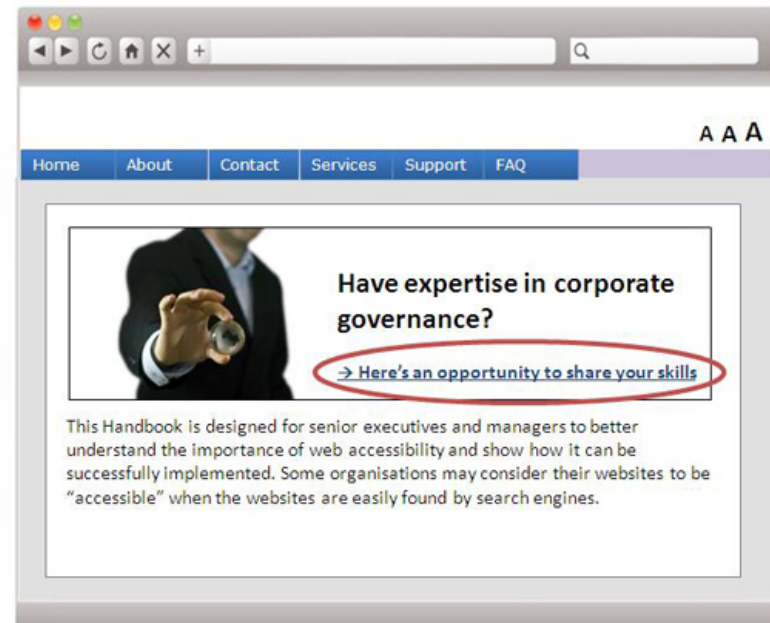 A A A
Home About Contact Services Support FAQ
Have expertise in corporate
governance?
→ Here's an opportunity to share your skills
This Handbook is designed for senior executives and managers to better
understand the importance of web accessibility and show how it can be
successfully implemented. Some organisations may consider their websites to be
“accessible” when the websites are easily found by search engines.